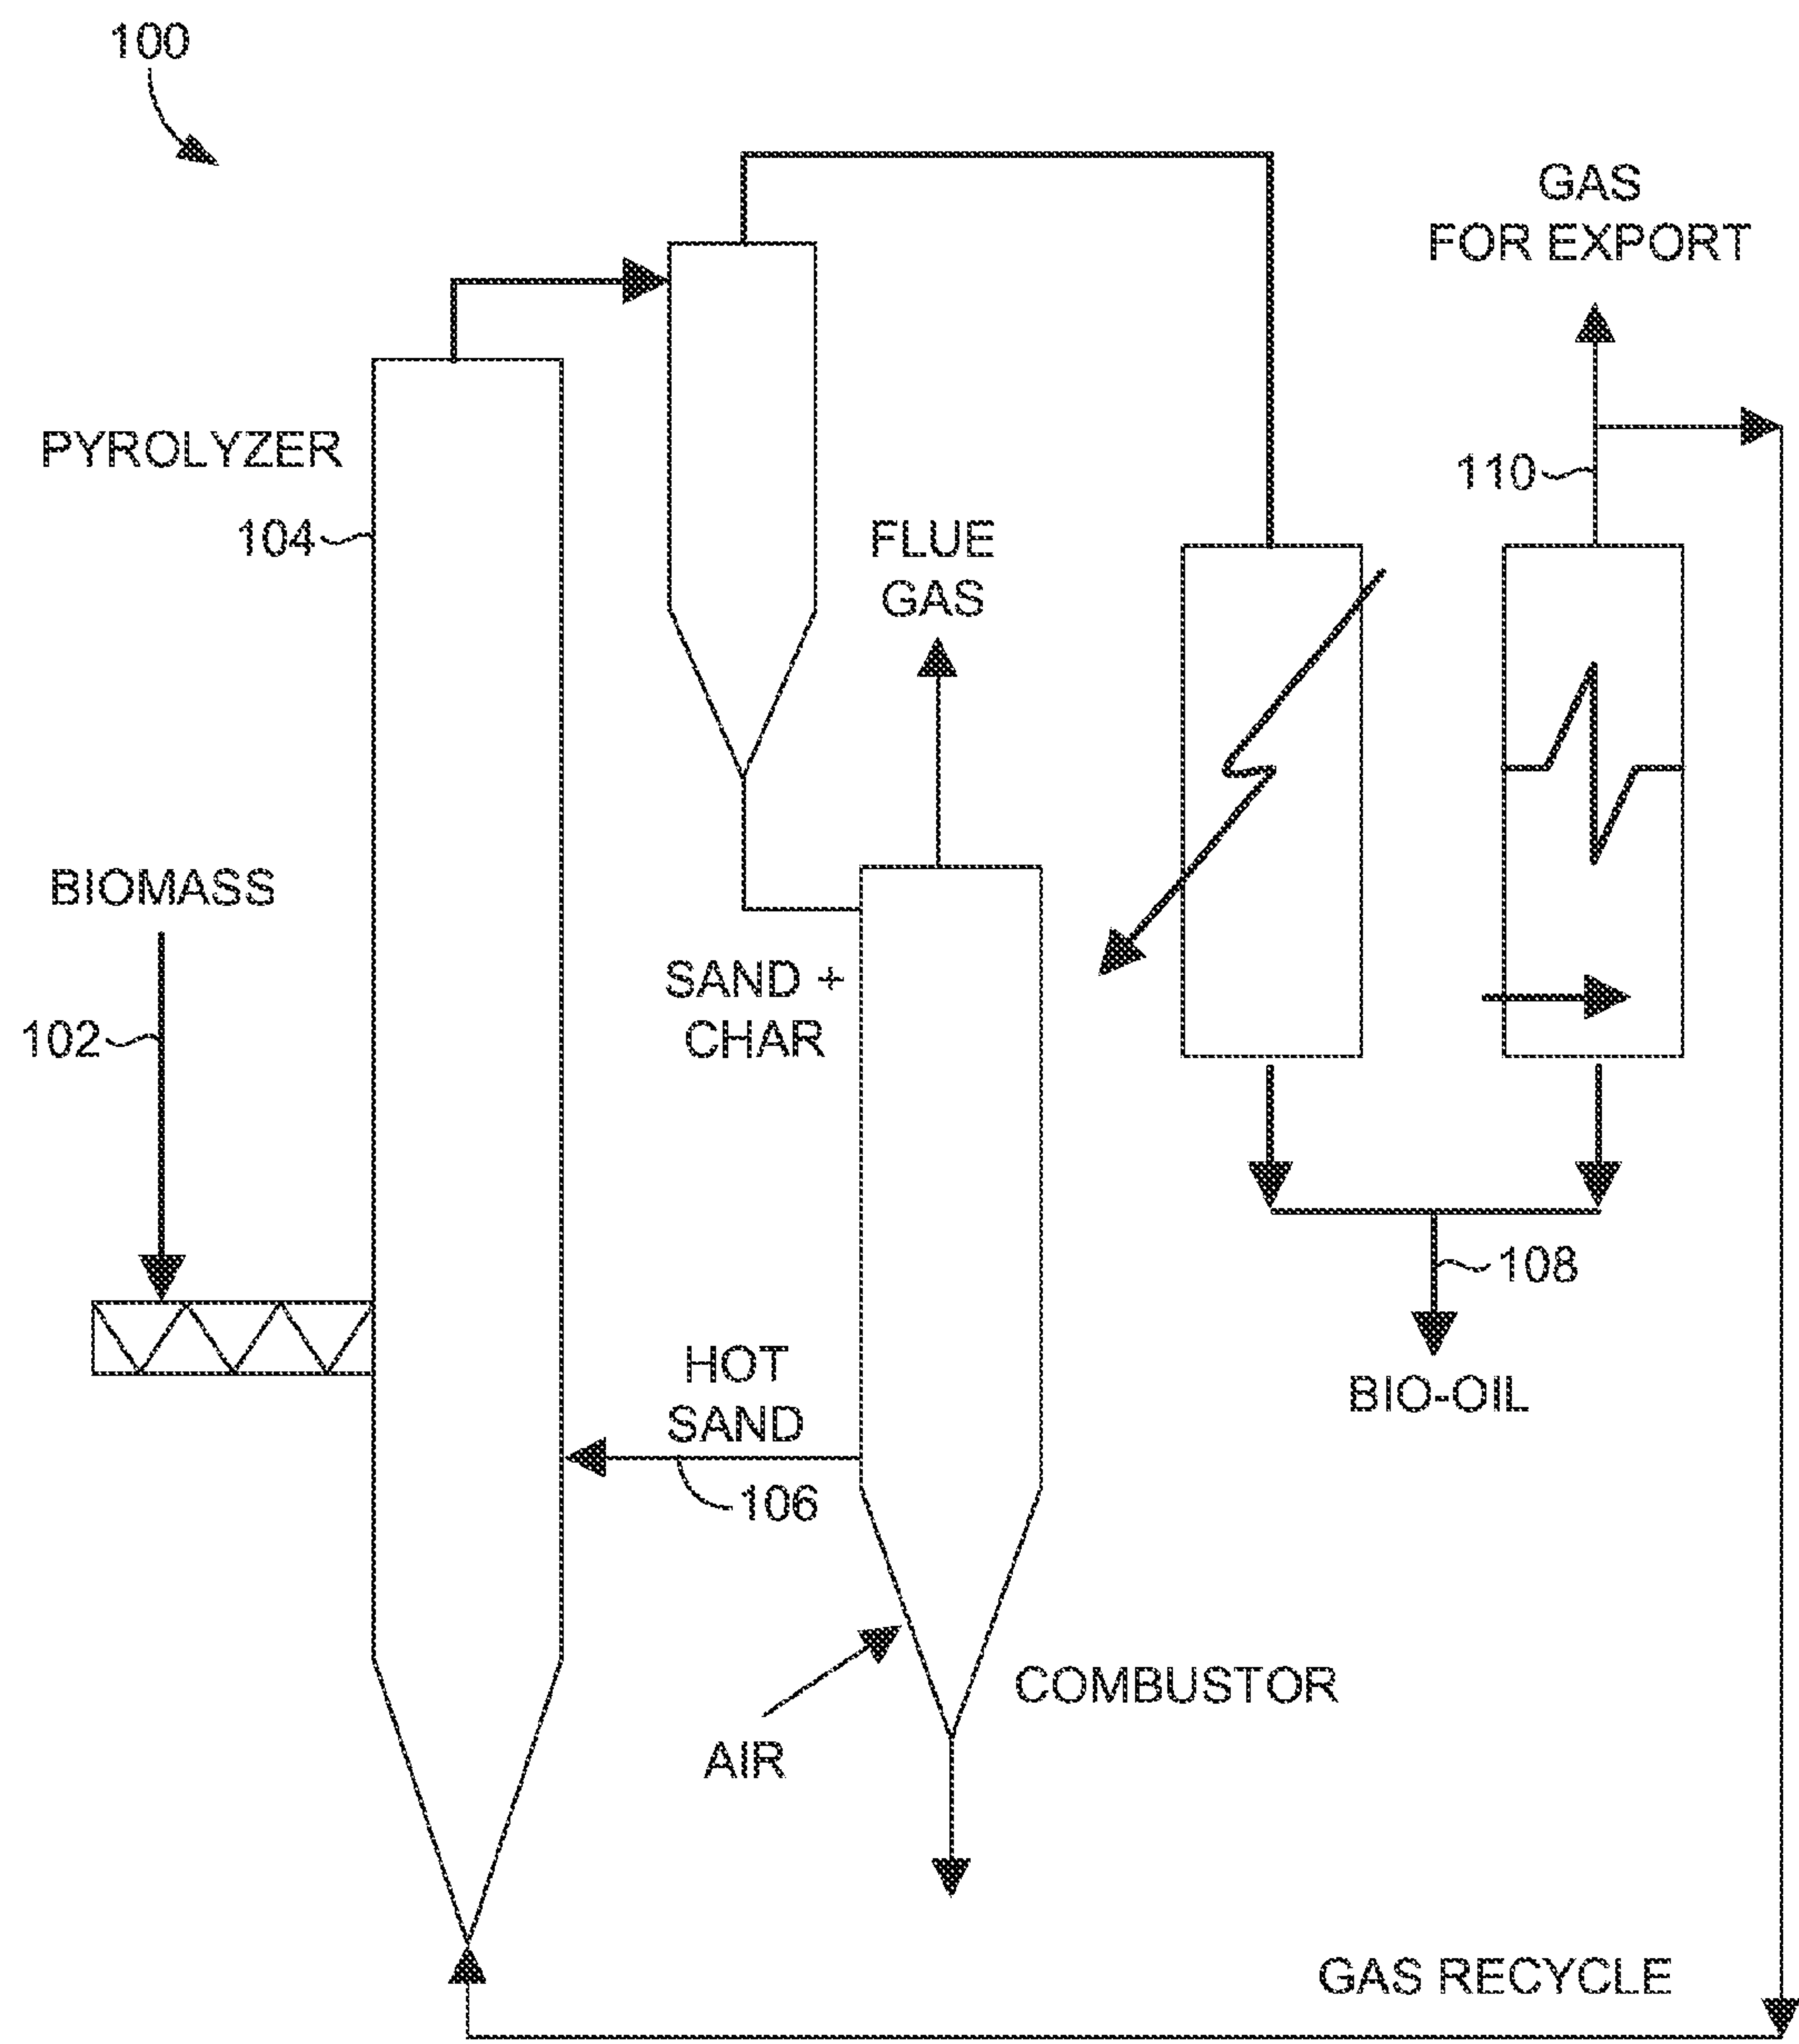 100
GAS
FOR EXPORT
PYROLYZER
110
104
FLUE
GAS
BIOMASS
SAND +
CHAR
102
108
HOT
SAND
BIO-OIL
106
COMBUSTOR
AIR
GAS RECYCLE